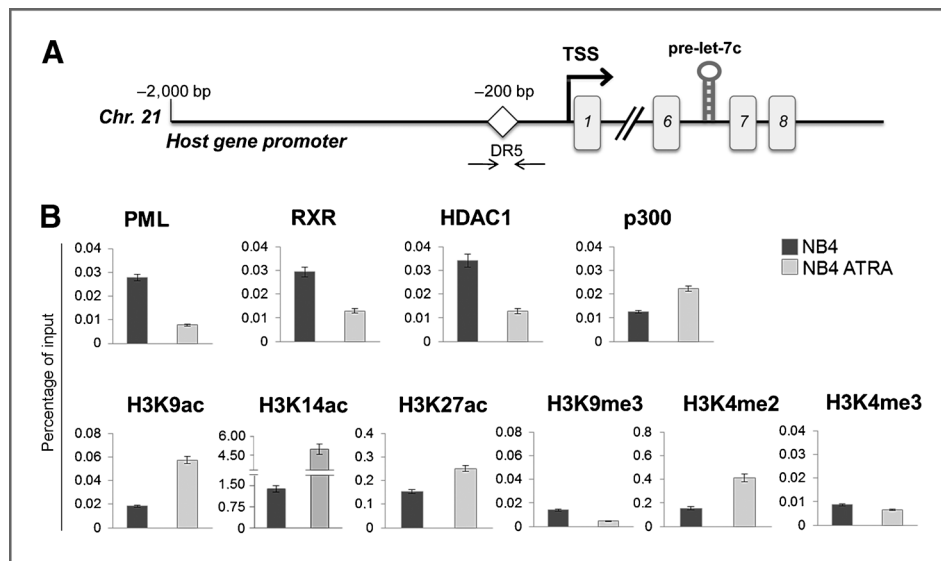 A
TSS
pre-let-7c
–2,000 bp
–200 bp
Chr. 21
1
6
7
8
Host gene promoter
DR5
B
PML
RXR
HDAC1
p300
NB4
NB4 ATRA
Percentage of input
0.04
0.03
0.02
0.01
0
0.04
0.03
0.02
0.01
0
0.04
0.03
0.02
0.01
0
0.04
0.03
0.02
0.01
0
H3K9ac
H3K14ac
H3K27ac
H3K9me3
H3K4me2
H3K4me3
0.08
0.06
0.04
0.02
0
6.00
4.50
1.50
0.75
0
0.4
0.3
0.2
0.1
0
0.08
0.06
0.04
0.02
0
0.8
0.6
0.4
0.2
0
0.04
0.03
0.02
0.01
0